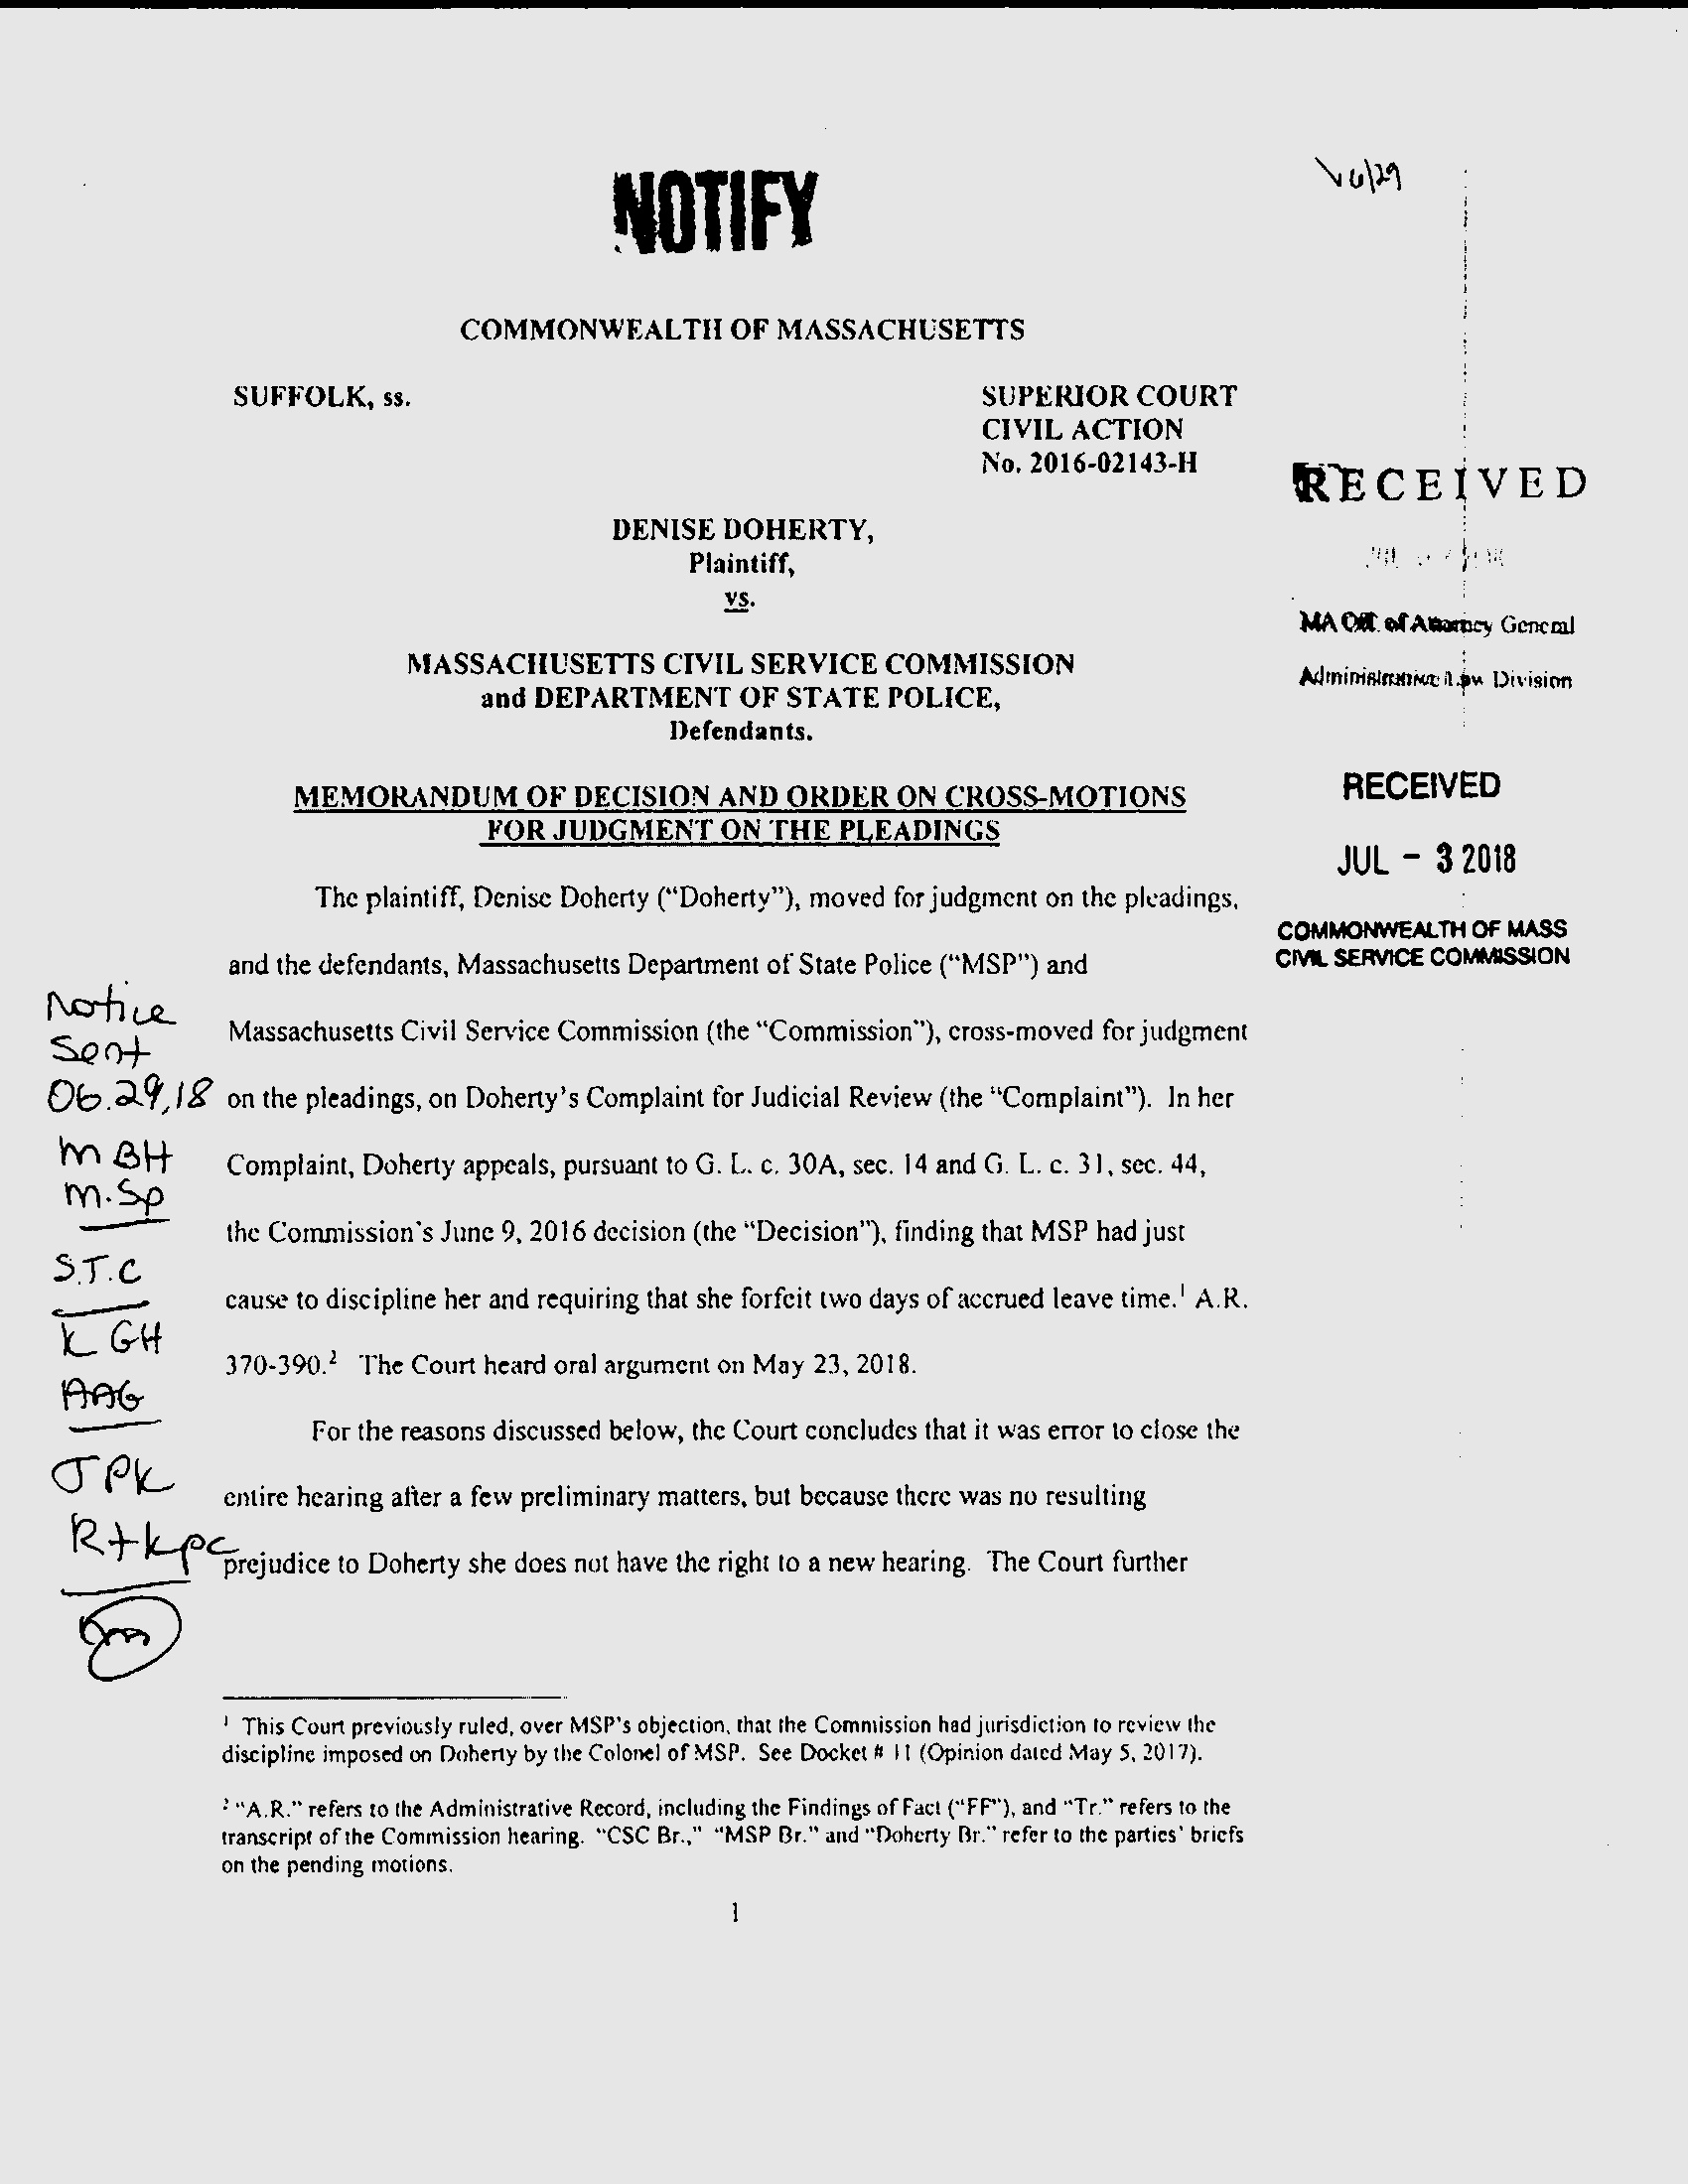 NOTIFY
6/29
COMMONWEALTH OF MASSACHUSETTS
SUFFOLK, ss.
SUPERIOR COURT
CIVIL ACTION
No. 2016-02143-H
RECEIVED
DENISE DOHERTY,
Plaintiff,
vs.
MA Off. of Attorney General
Administrative Law Division
MASSACHUSETTS CIVIL SERVICE COMMISSION
and DEPARTMENT OF STATE POLICE,
Defendants.
MEMORANDUM OF DECISION AND ORDER ON CROSS-MOTIONS
FOR JUDGMENT ON THE PLEADINGS
RECEIVED
JUL - 3 2018
COMMONWEALTH OF MASS
CIVIL SERVICE COMMISSION
The plaintiff, Denise Doherty (“Doherty”), moved for judgment on the pleadings,
and the defendants, Massachusetts Department of State Police (“MSP”) and
Massachusetts Civil Service Commission (the “Commission”), cross-moved for judgment
on the pleadings, on Doherty’s Complaint for Judicial Review (the “Complaint”). In her
Complaint, Doherty appeals, pursuant to G. L. c. 30A, sec. 14 and G. L. c. 31, sec. 44,
the Commission’s June 9, 2016 decision (the “Decision”), finding that MSP had just
cause to discipline her and requiring that she forfeit two days of accrued leave time.¹ A.R.
370-390.² The Court heard oral argument on May 23, 2018.
For the reasons discussed below, the Court concludes that it was error to close the
entire hearing after a few preliminary matters, but because there was no resulting
prejudice to Doherty she does not have the right to a new hearing. The Court further
Notice
Sent
06.29.18
MBH
M.Sp
S.T.C
KGH
AAG
JPK
R+Kpc
¹ This Court previously ruled, over MSP’s objection, that the Commission had jurisdiction to review the
discipline imposed on Doherty by the Colonel of MSP. See Docket # 11 (Opinion dated May 5, 2017).
² “A.R.” refers to the Administrative Record, including the Findings of Fact (“FF”), and “Tr.” refers to the
transcript of the Commission hearing. “CSC Br.,” “MSP Br.” and “Doherty Br.” refer to the parties’ briefs
on the pending motions.
1